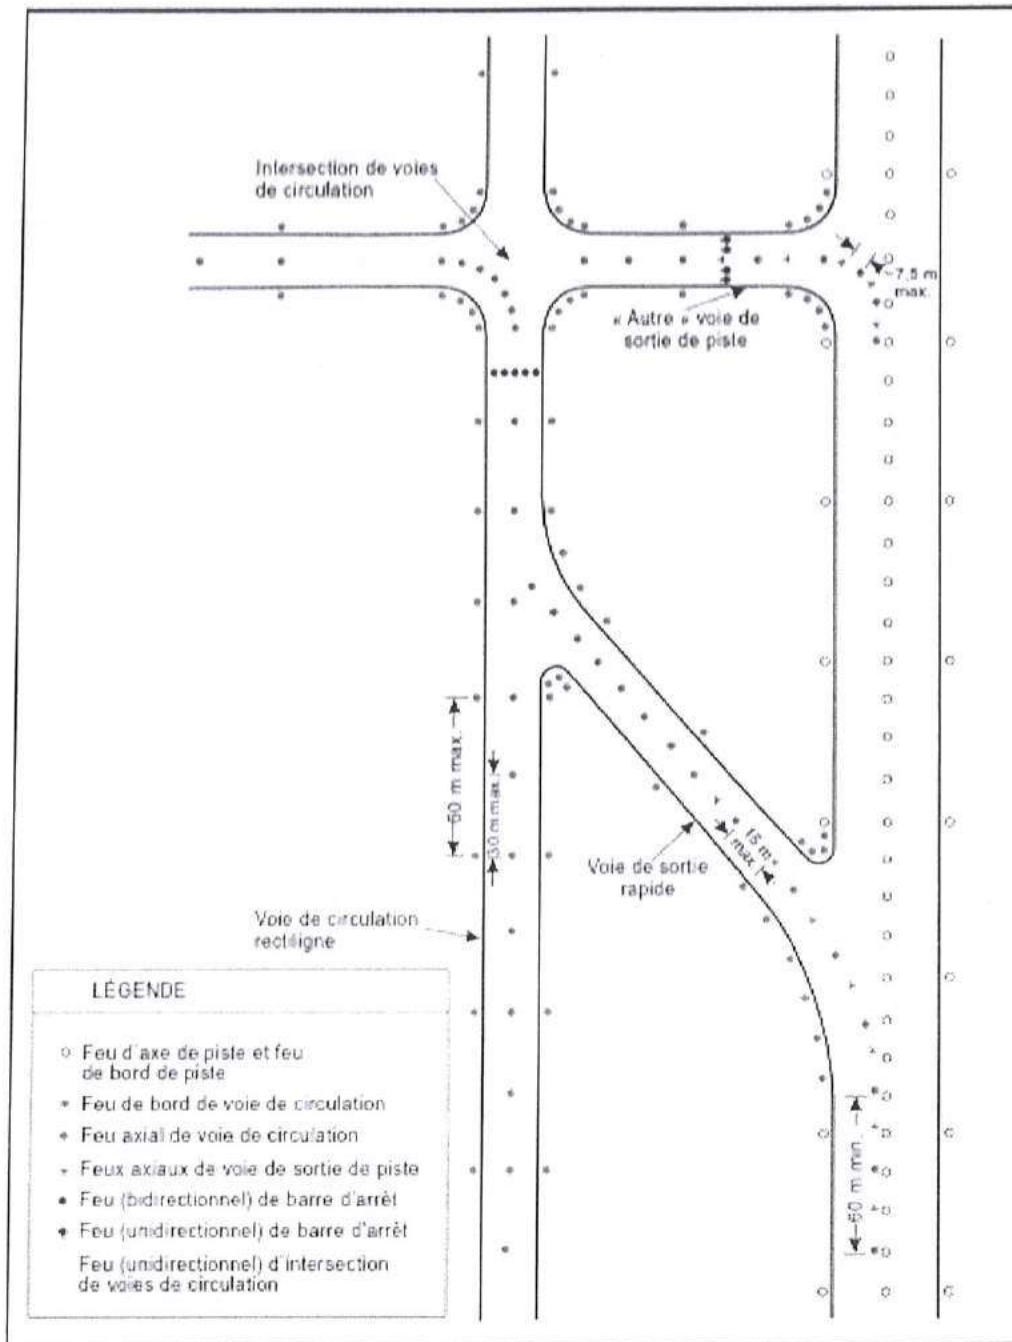 Intersection de voies
de circulation
7,5 m
max.
« Autre » voie de
sortie de piste
60 m max.
30 m max.
15 m
max.
Voie de sortie
rapide
Voie de circulation
rectiligne
60 m min.
LÉGENDE
Feu d'axe de piste et feu
de bord de piste
Feu de bord de voie de circulation
Feu axial de voie de circulation
Feux axiaux de voie de sortie de piste
Feu (bidirectionnel) de barre d'arrêt
Feu (unidirectionnel) de barre d'arrêt
Feu (unidirectionnel) d'intersection
de voies de circulation